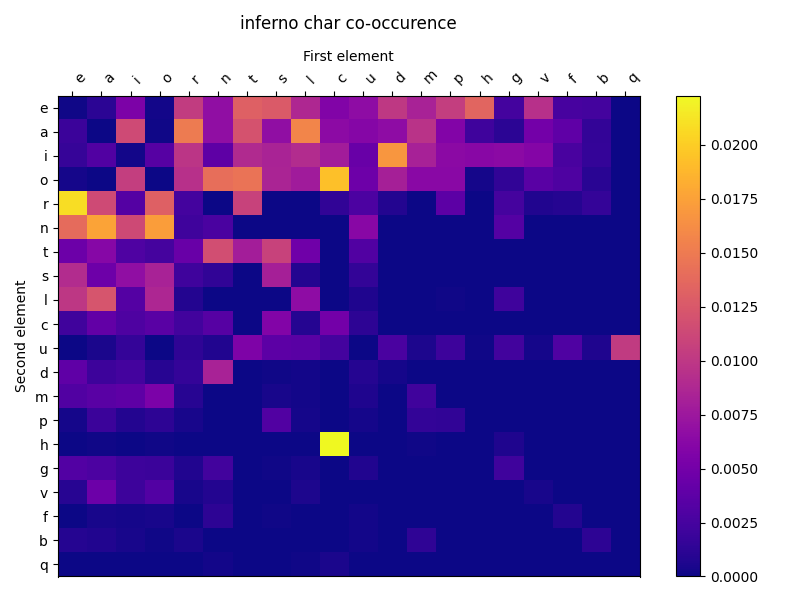 inferno char co-occurence
First element
e a i o r n t s l c u d m p h g v f b q
Second element
e
a
i
o
r
n
t
s
l
c
u
d
m
p
h
g
v
f
b
q
0.0200
0.0175
0.0150
0.0125
0.0100
0.0075
0.0050
0.0025
0.0000